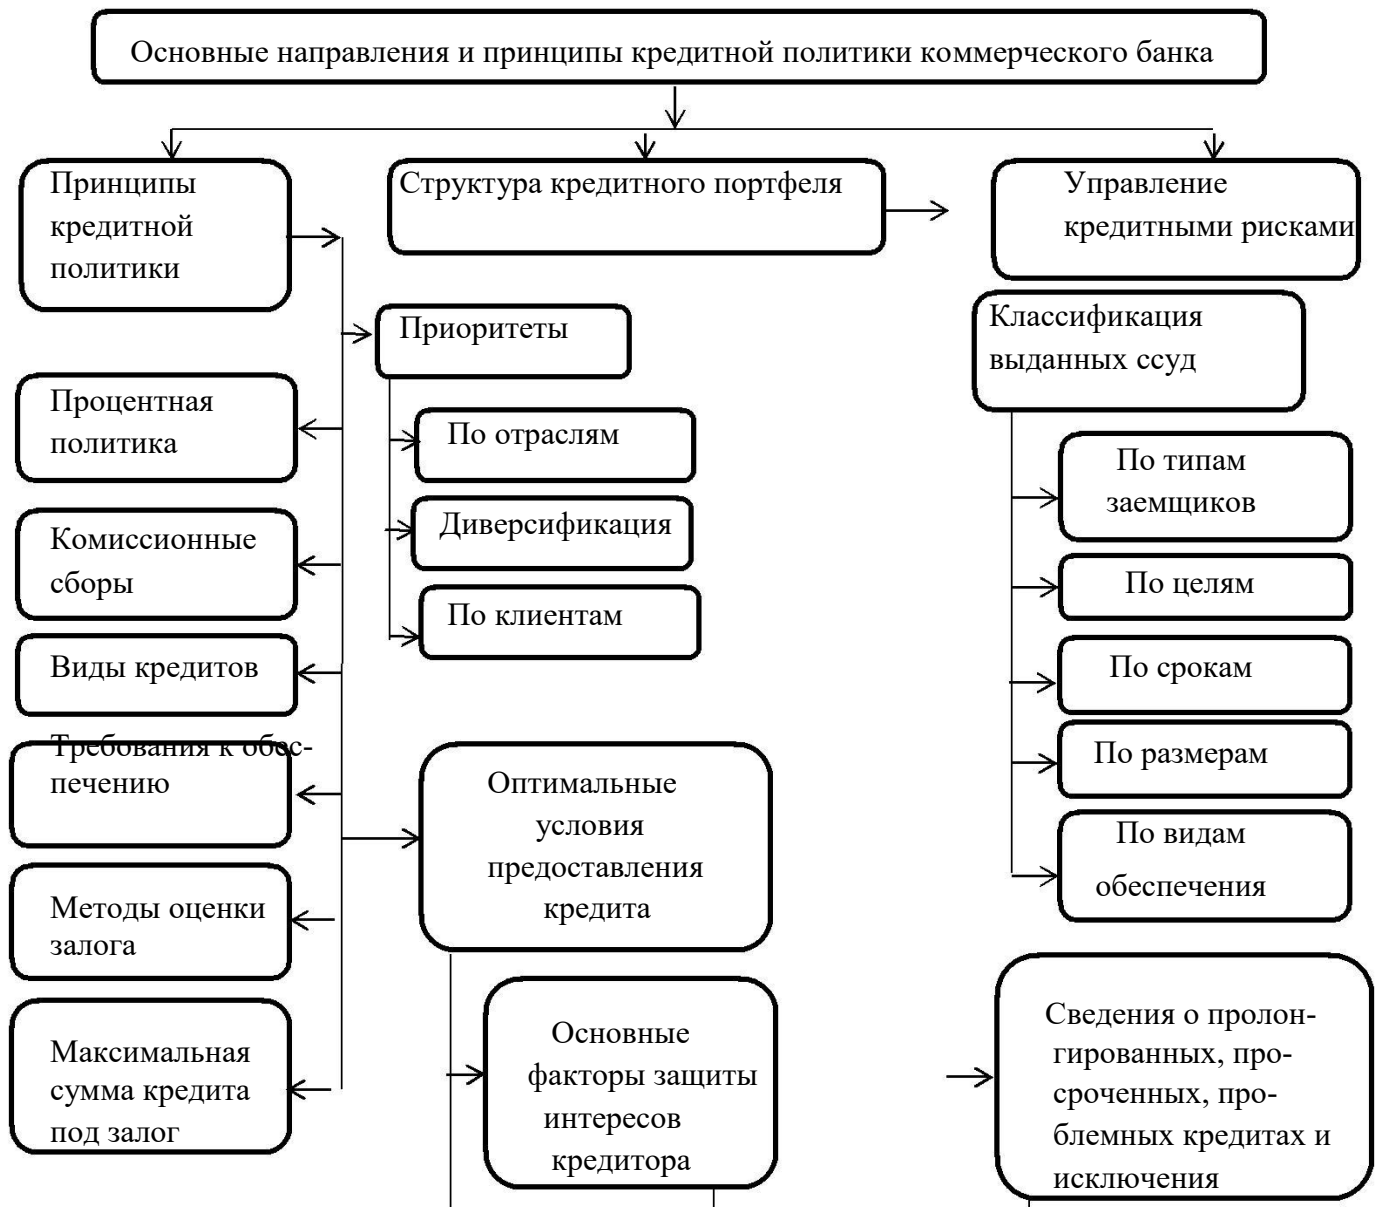 Основные направления и принципы кредитной политики коммерческого банка
Принципы
кредитной
политики
Структура кредитного портфеля
Управление
кредитными рисками
Приоритеты
Классификация
выданных ссуд
Процентная
политика
По отраслям
По типам
заемщиков
Диверсификация
Комиссионные
сборы
По целям
По клиентам
Виды кредитов
По срокам
Требования к обес-
печению
По размерам
Оптимальные
условия
предоставления
кредита
По видам
обеспечения
Методы оценки
залога
Основные
факторы защиты
интересов
кредитора
Сведения о пролон-
гированных, про-
сроченных, про-
блемных кредитах и
исключения
Максимальная
сумма кредита
под залог